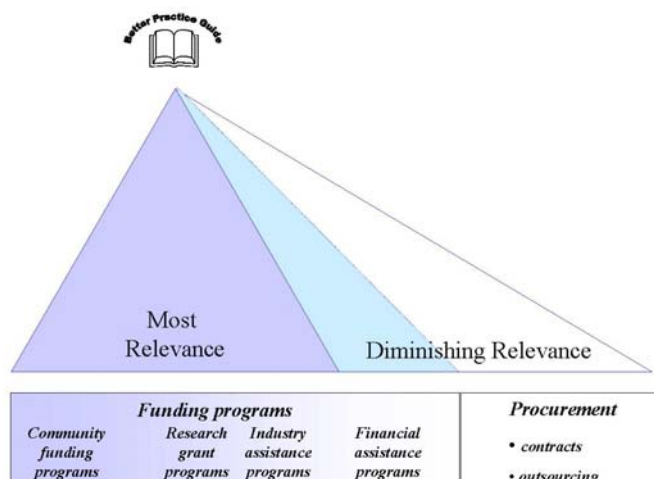 Better Practice Guide
Most
Relevance
Diminishing Relevance
Funding programs
Community
funding
programs
Research
grant
programs
Industry
assistance
programs
Financial
assistance
programs
Procurement
• contracts
• outsourcing